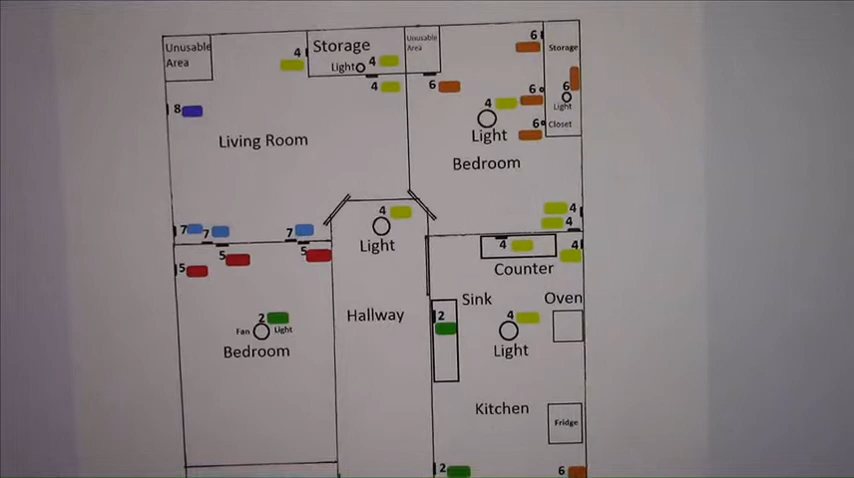 Unusable
Area
4
Storage
Light
4
4
Unusable
Area
6
6
Storage
6
6
Light
Closet
6
4
Light
Bedroom
6
8
Living Room
4
4
7
7
7
4
Light
5
5
5
4
4
Counter
2
Fan
Light
Bedroom
Hallway
Sink
Oven
2
4
Light
Kitchen
Fridge
2
6